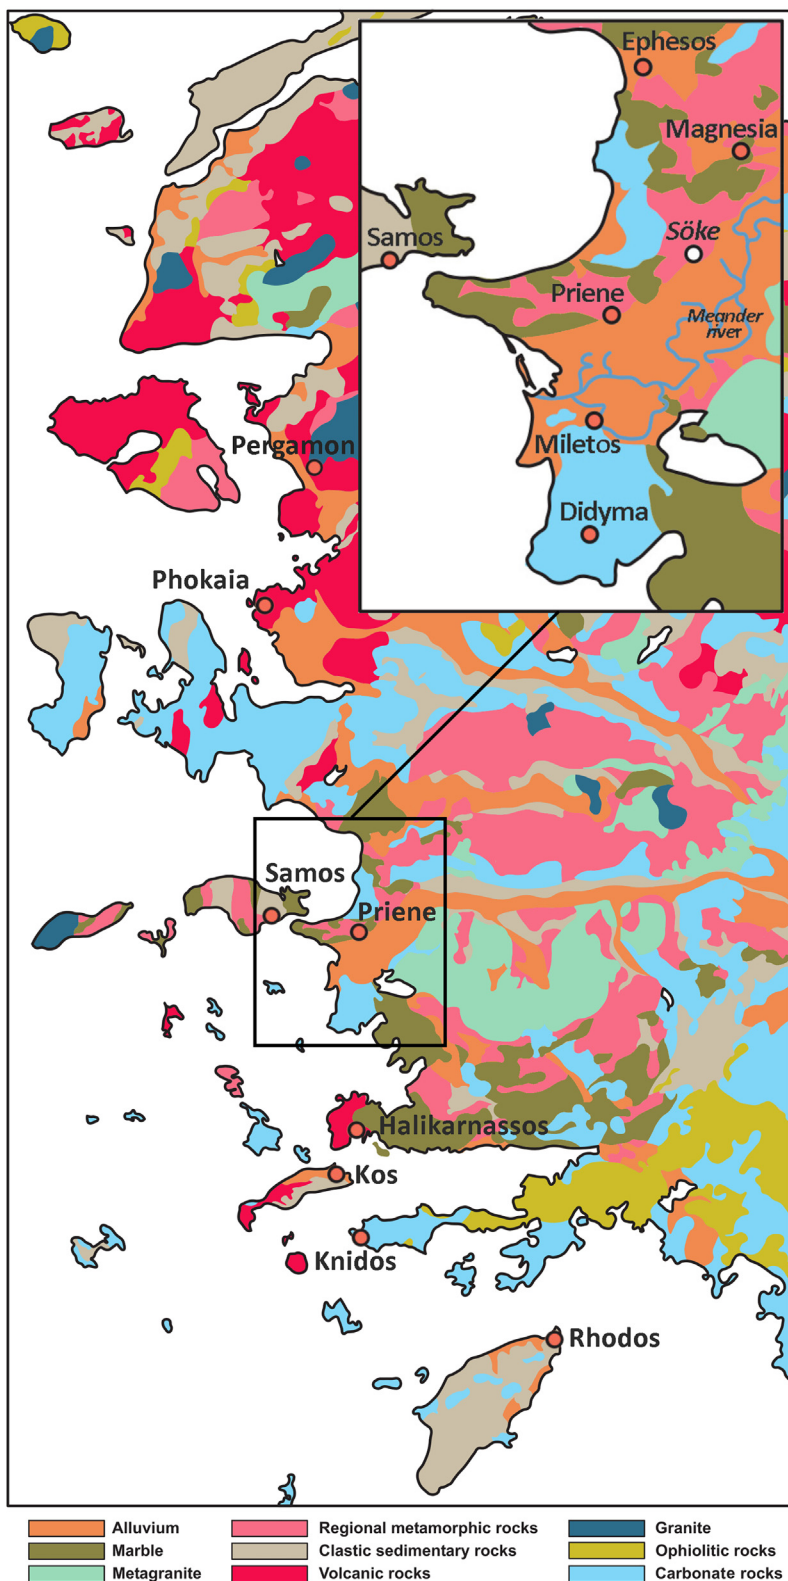 Ephesos
Magnesia
Samos
Söke
Priene
Meander
river
Miletos
Didyma
Pergamon
Phokaia
Samos
Priene
Halikarnassos
Kos
Knidos
Rhodos
Alluvium
Regional metamorphic rocks
Granite
Marble
Clastic sedimentary rocks
Ophiolitic rocks
Metagranite
Volcanic rocks
Carbonate rocks